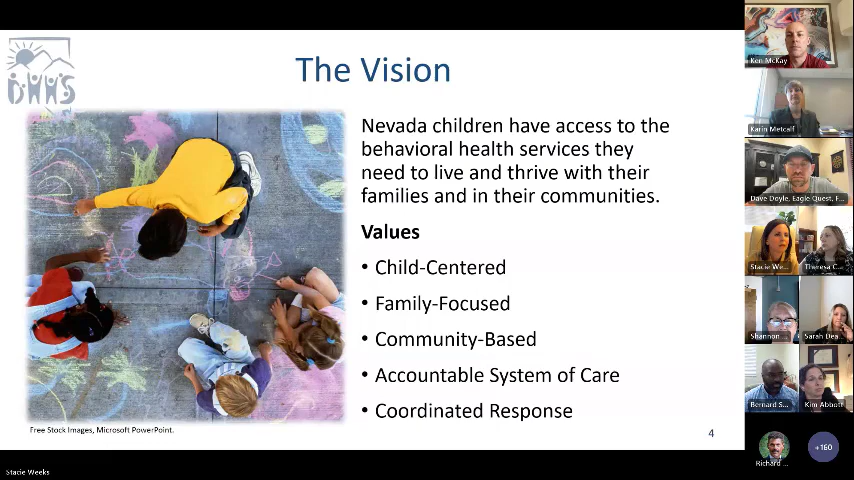 DHHS
The Vision
Nevada children have access to the
behavioral health services they
need to live and thrive with their
families and in their communities.
Values
• Child-Centered
• Family-Focused
• Community-Based
• Accountable System of Care
• Coordinated Response
Free Stock Images, Microsoft PowerPoint.
4
Stacie Weeks
Ken McKay
Karin Metcalf
Dave Doyle, Eagle Quest, F...
Stacie We...
Theresa C...
Shannon ...
Sarah Dea...
Bernard S...
Kim Abbott
Richard ...
+160